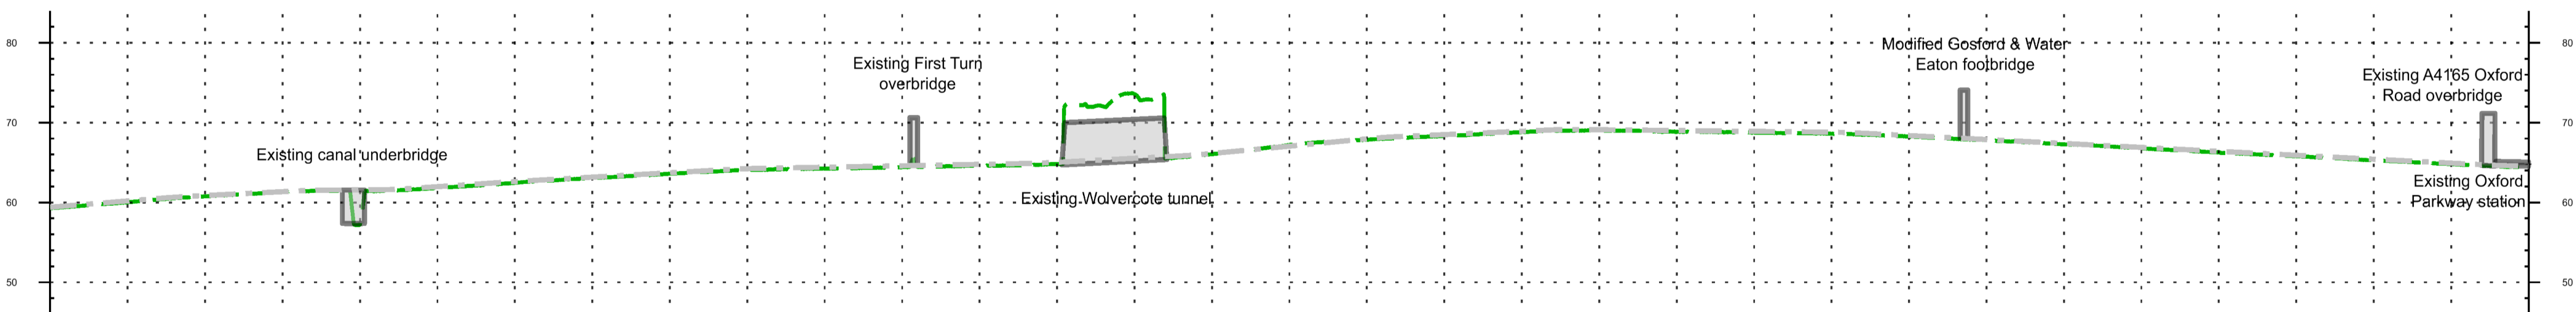 80
70
60
50
Existing canal underbridge
Existing First Turn
overbridge
Existing Wolvercote tunnel
Modified Gosford & Water
Eaton footbridge
Existing A4165 Oxford
Road overbridge
Existing Oxford
Parkway station
80
70
60
50